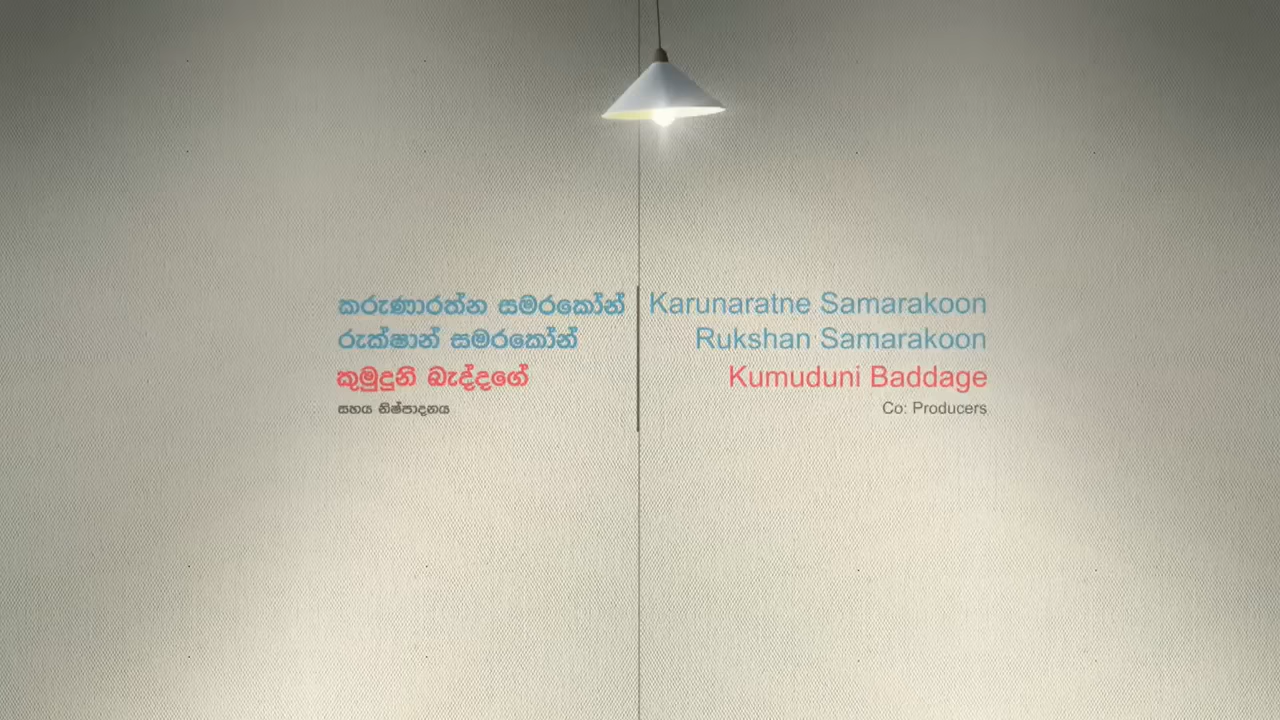 කරුණාරත්න සමරකෝන්
රුක්ෂාන් සමරකෝන්
කුමුදුනි බැද්දගේ
සහය නිෂ්පාදනය
Karunaratne Samarakoon
Rukshan Samarakoon
Kumuduni Baddage
Co: Producers